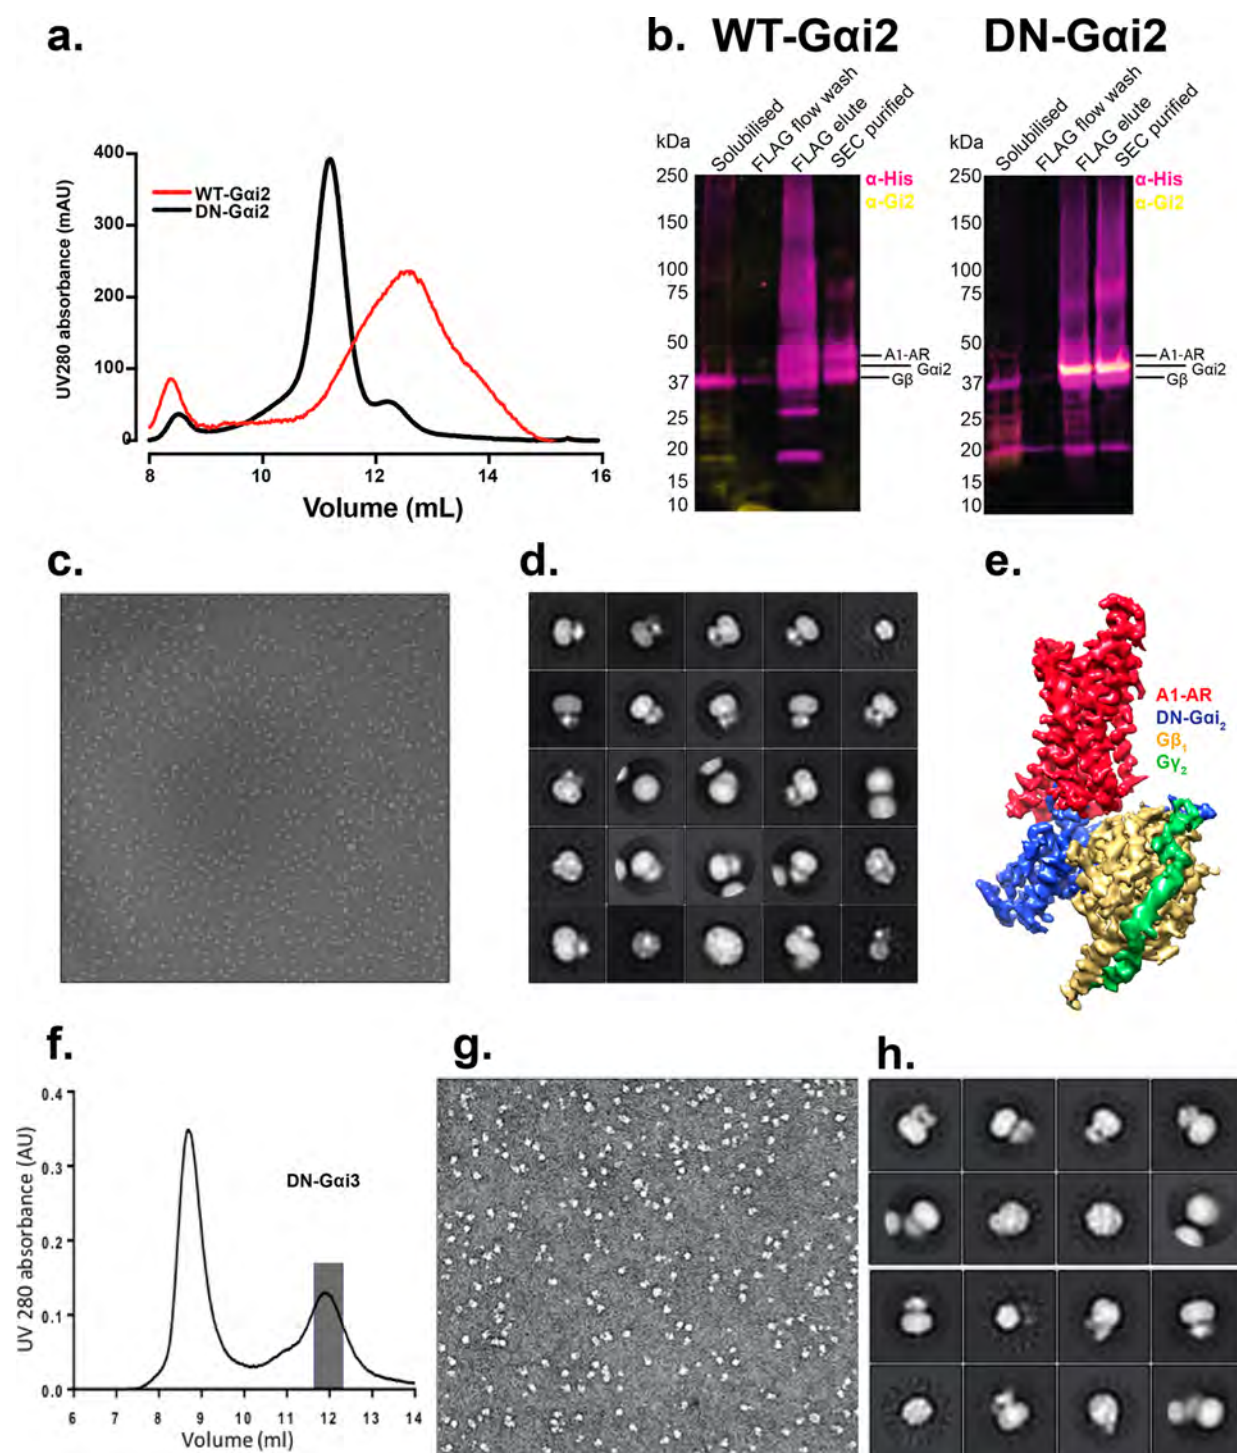 a.
400
300
200
100
0
UV280 absorbance (mAU)
WT-Gαi2
DN-Gαi2
8 10 12 14 16
Volume (mL)
b. WT-Gαi2 DN-Gαi2
kDa
Solubilised
FLAG flow wash
FLAG elute
SEC purified
250
150
100
75
50
37
25
20
15
10
α-His
α-Gi2
A1-AR
Gαi2
Gβ
kDa
Solubilised
FLAG flow wash
FLAG elute
SEC purified
250
150
100
75
50
37
25
20
15
10
α-His
α-Gi2
A1-AR
Gβ
c.
d.
e.
A1-AR
DN-Gαi₂
Gβ₁
Gγ₂
f.
0.4
0.3
0.2
0.1
0.0
UV 280 absorbance (AU)
DN-Gαi3
6 7 8 9 10 11 12 13 14
Volume (ml)
g.
h.